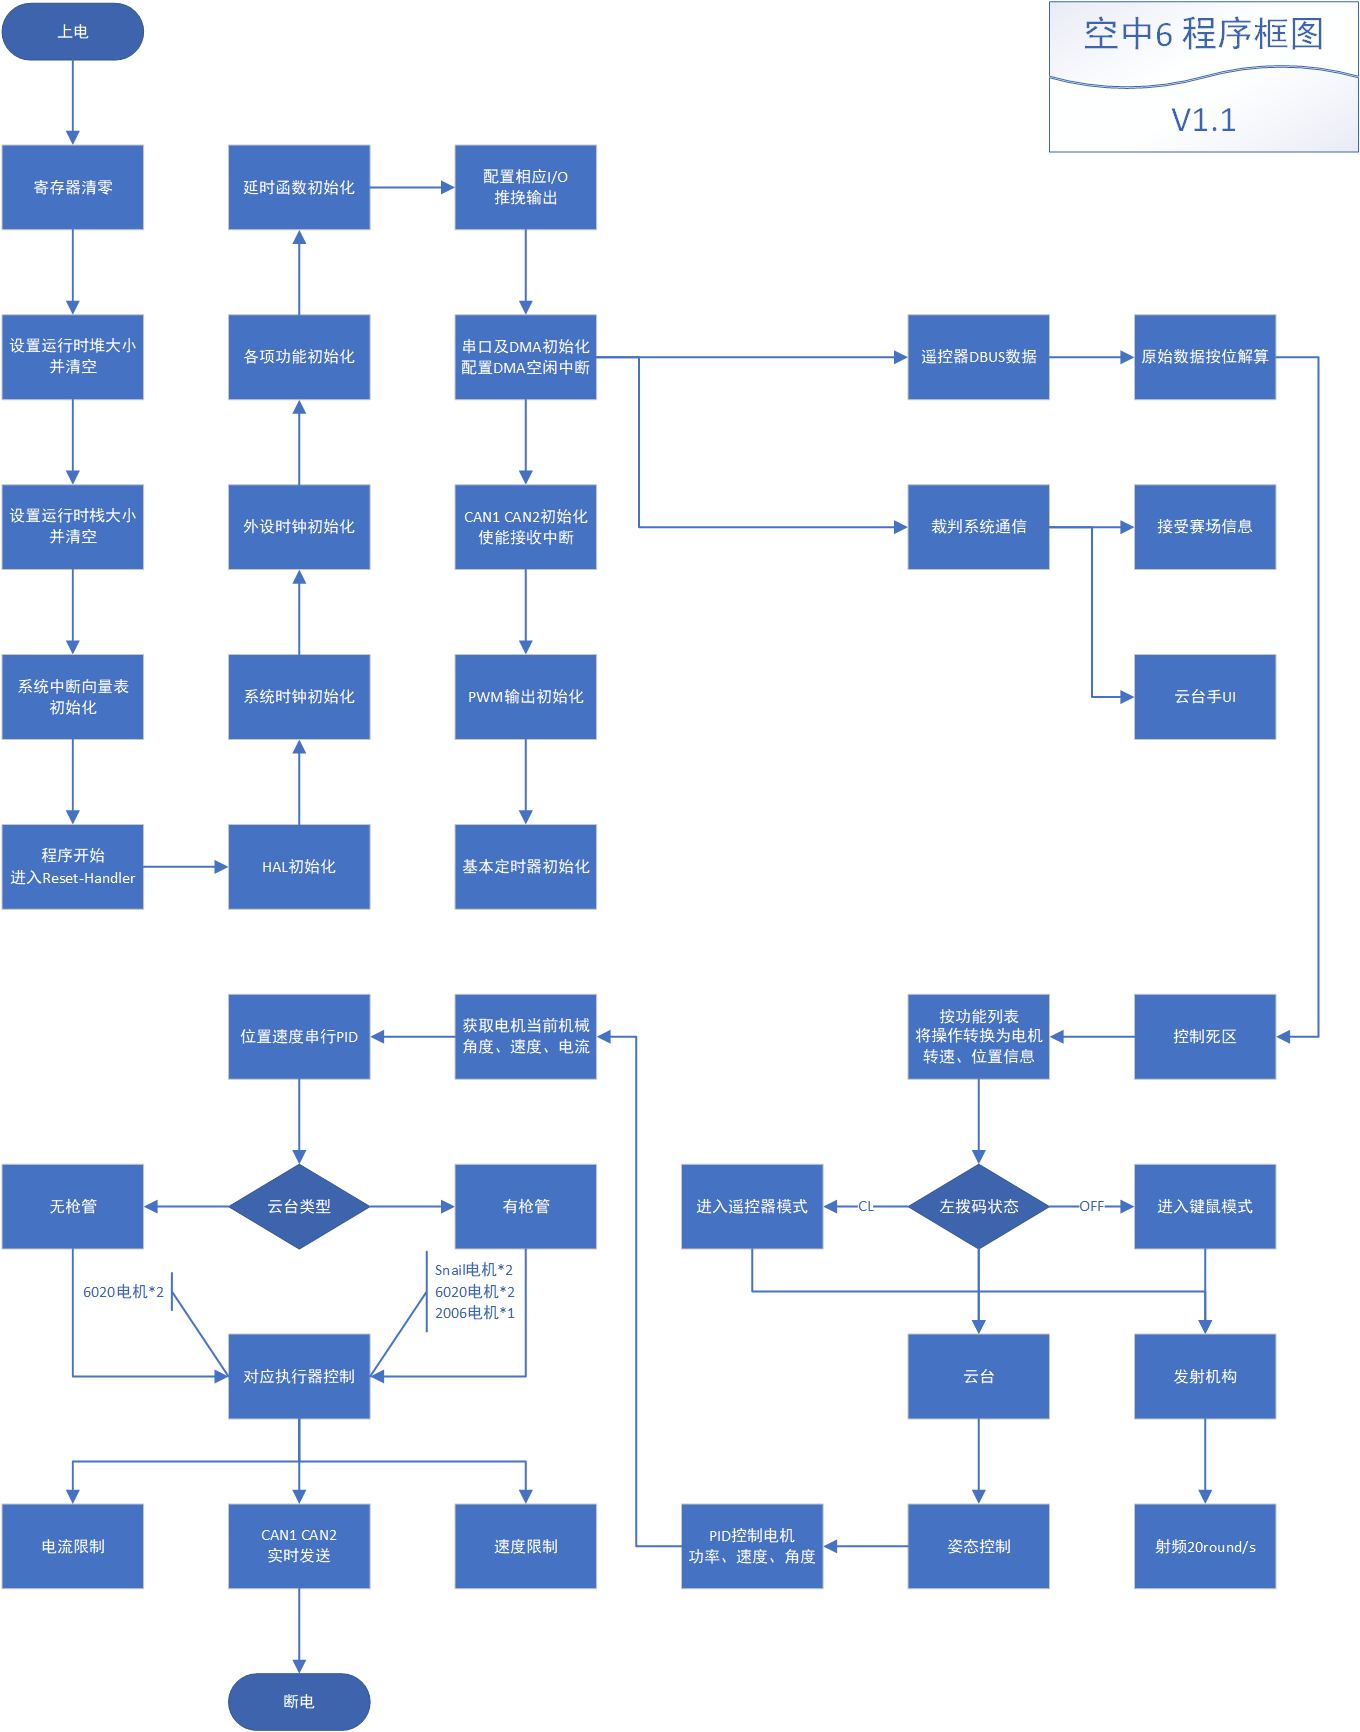 空中6 程序框图
V1.1
上电
寄存器清零
延时函数初始化
配置相应I/O
推挽输出
设置运行时堆大小
并清空
各项功能初始化
串口及DMA初始化
配置DMA空闲中断
遥控器DBUS数据
原始数据按位解算
设置运行时栈大小
并清空
外设时钟初始化
CAN1 CAN2初始化
使能接收中断
裁判系统通信
接受赛场信息
系统中断向量表
初始化
系统时钟初始化
PWM输出初始化
云台手UI
程序开始
进入Reset-Handler
HAL初始化
基本定时器初始化
位置速度串行PID
获取电机当前机械
角度、速度、电流
按功能列表
将操作转换为电机
转速、位置信息
控制死区
无枪管
云台类型
有枪管
进入遥控器模式
CL
左拨码状态
OFF
进入键鼠模式
6020电机*2
Snail电机*2
6020电机*2
2006电机*1
对应执行器控制
云台
发射机构
电流限制
CAN1 CAN2
实时发送
速度限制
PID控制电机
功率、速度、角度
姿态控制
射频20round/s
断电